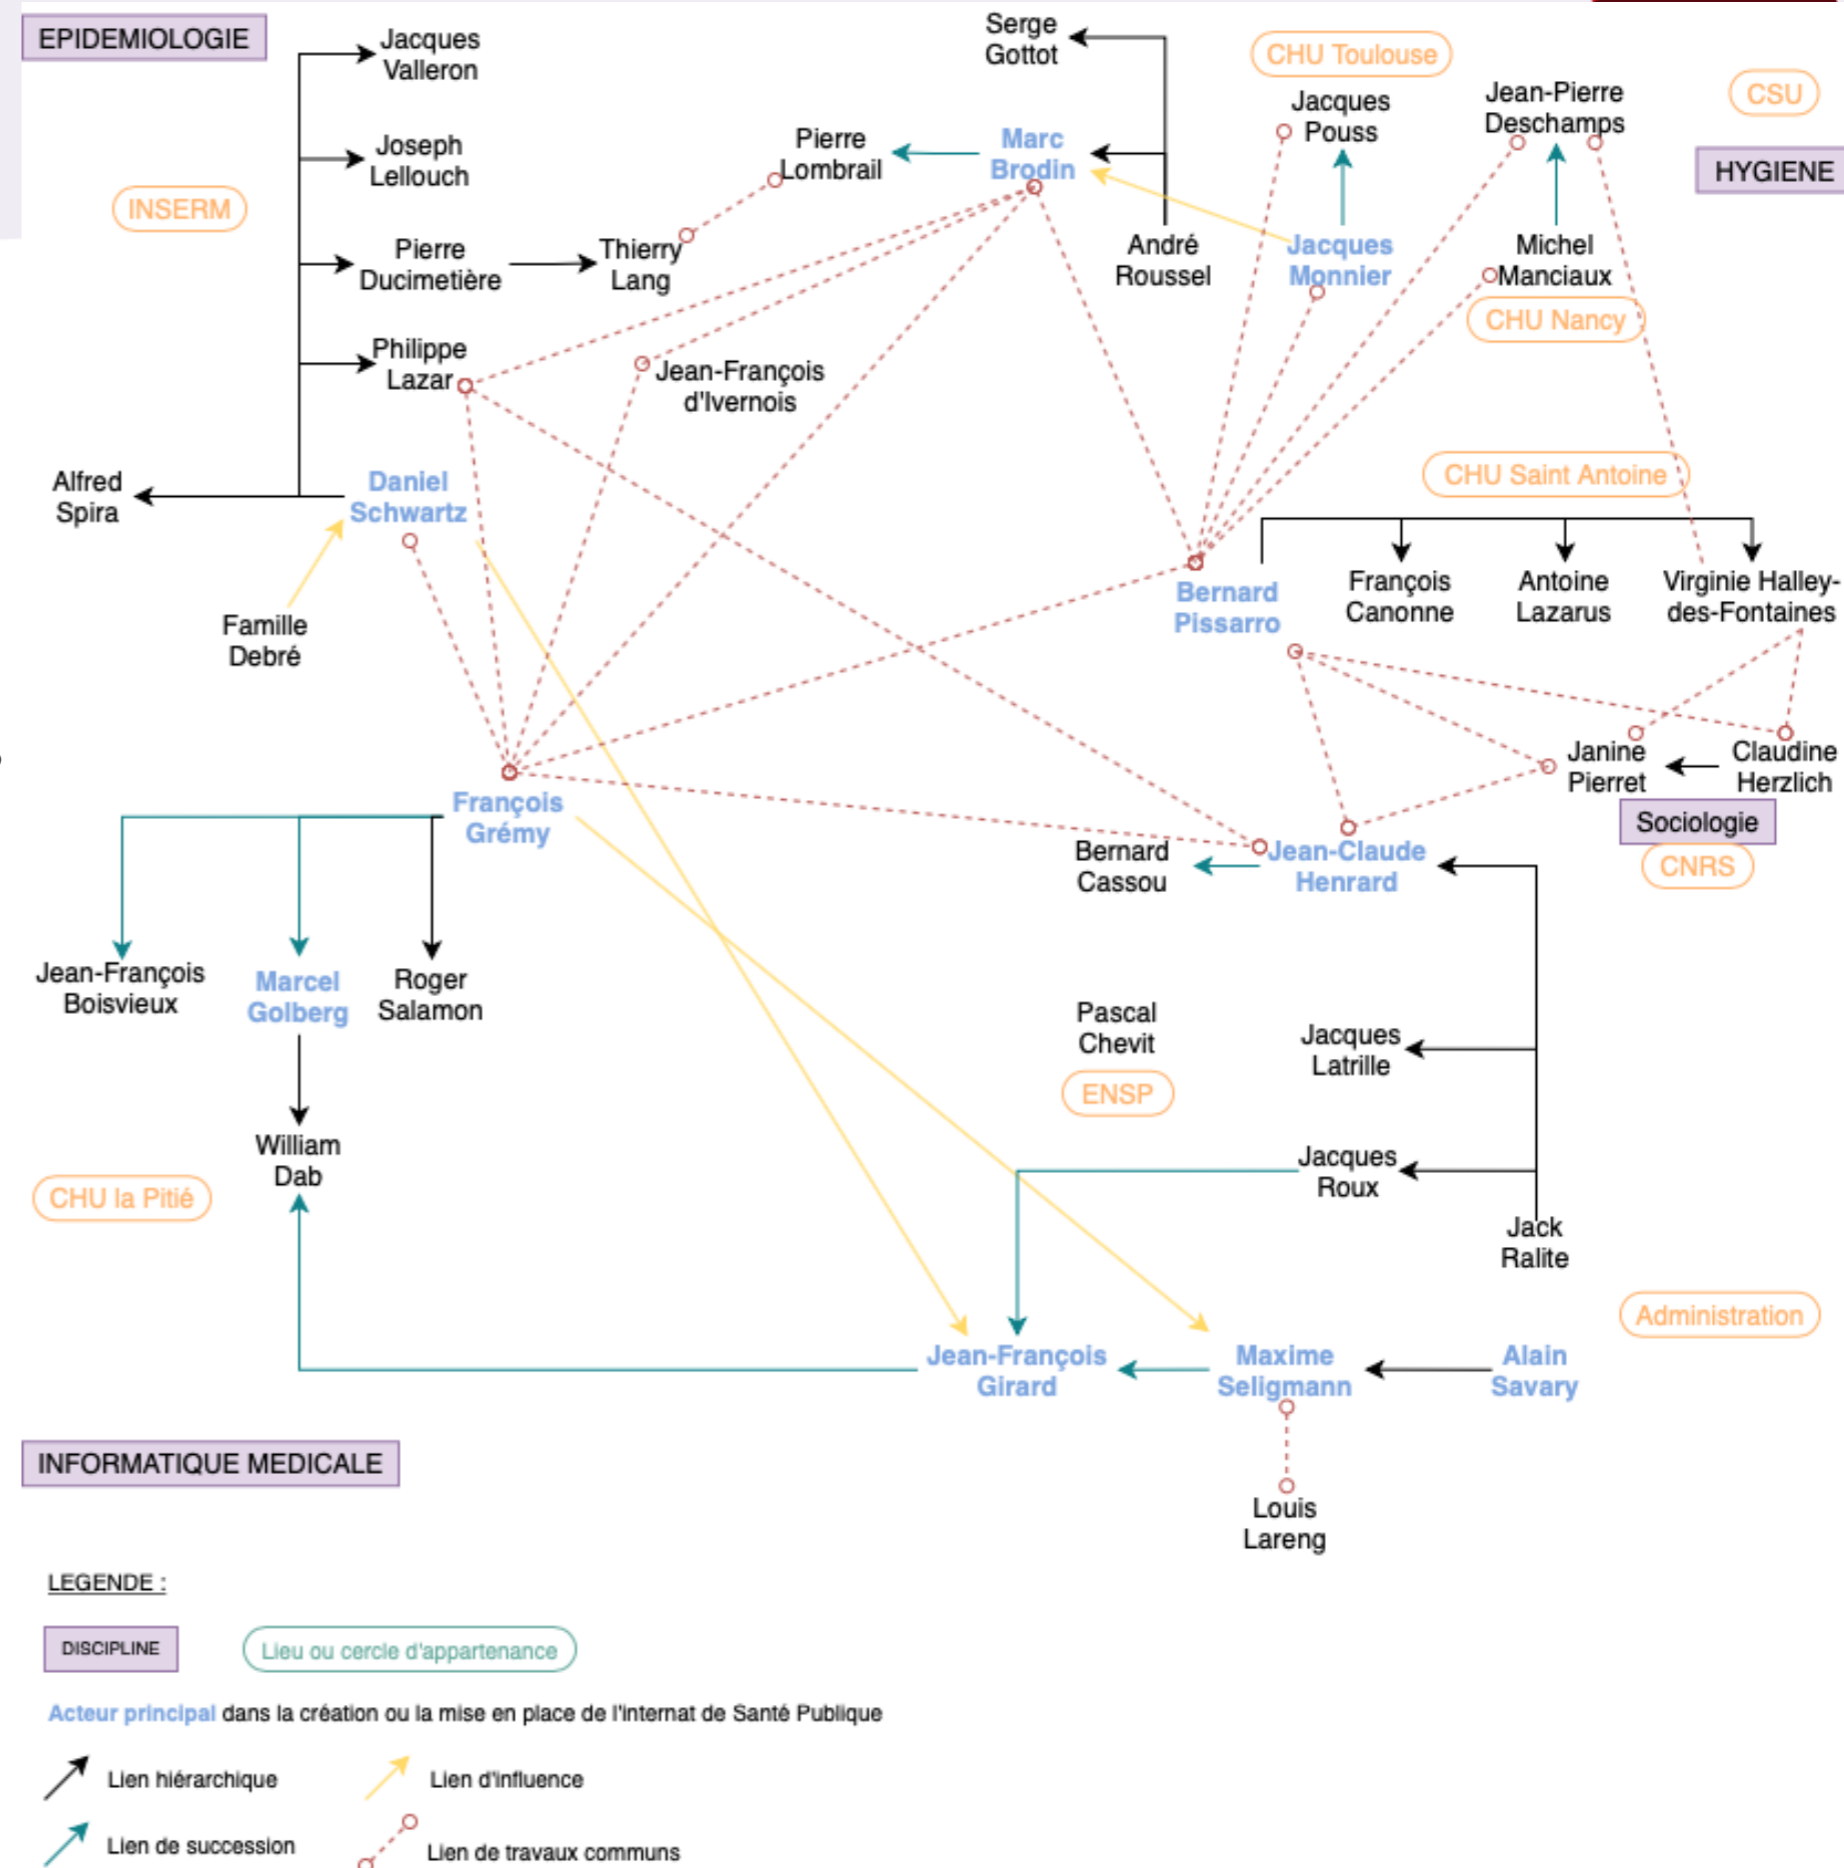 EPIDEMIOLOGIE
Jacques
Valleron
Serge
Gottot
CHU Toulouse
Jacques
Pouss
Jean-Pierre
Deschamps
CSU
HYGIENE
Joseph
Lellouch
Pierre
Lombrail
Marc
Brodin
INSERM
Pierre
Ducimetière
Thierry
Lang
André
Roussel
Jacques
Monnier
Michel
Manciaux
CHU Nancy
Philippe
Lazar
Jean-François
d'Ivernois
Alfred
Spira
Daniel
Schwartz
CHU Saint Antoine
Famille
Debré
Bernard
Pissarro
François
Canonne
Antoine
Lazarus
Virginie Halley-
des-Fontaines
Janine
Pierret
Claudine
Herzlich
Sociologie
CNRS
François
Grémy
Bernard
Cassou
Jean-Claude
Henrard
Jean-François
Boisvieux
Marcel
Golberg
Roger
Salamon
Pascal
Chevit
ENSP
Jacques
Latrille
William
Dab
CHU la Pitié
Jacques
Roux
Jack
Ralite
Administration
Jean-François
Girard
Maxime
Seligmann
Alain
Savary
INFORMATIQUE MEDICALE
Louis
Lareng
LEGENDE :
DISCIPLINE
Lieu ou cercle d'appartenance
Acteur principal dans la création ou la mise en place de l'internat de Santé Publique
Lien hiérarchique
Lien d'influence
Lien de succession
Lien de travaux communs